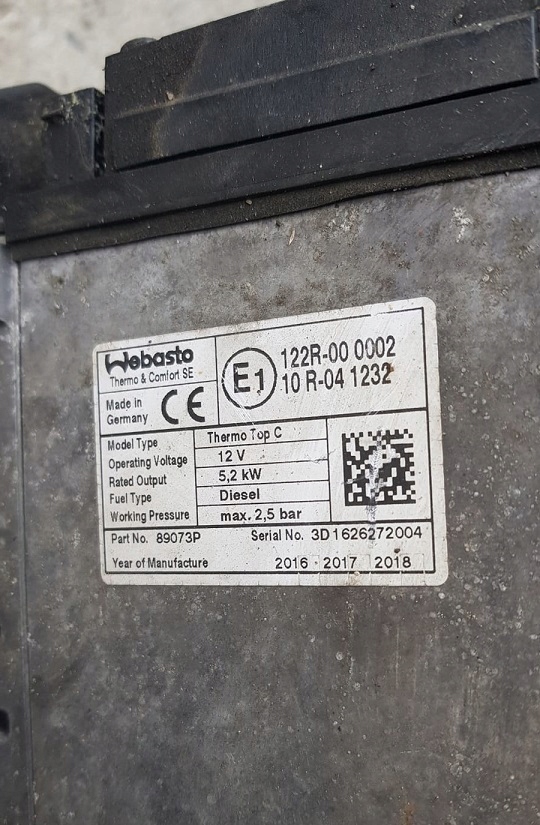 Webasto
Thermo & Comfort SE
Made in
Germany
CE
E1
122R-00 0002
10 R-04 1232
Model Type Thermo Top C
Operating Voltage 12 V
Rated Output 5,2 kW
Fuel Type Diesel
Working Pressure max. 2,5 bar
Part No. 89073P Serial No. 3D1626272004
Year of Manufacture 2016 2017 2018